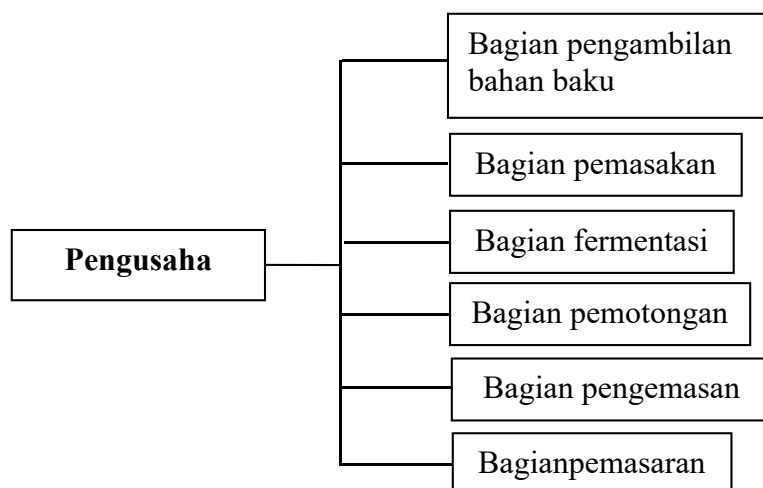 Bagian pengambilan
bahan baku
Bagian pemasakan
Bagian fermentasi
Pengusaha
Bagian pemotongan
Bagian pengemasan
Bagianpemasaran